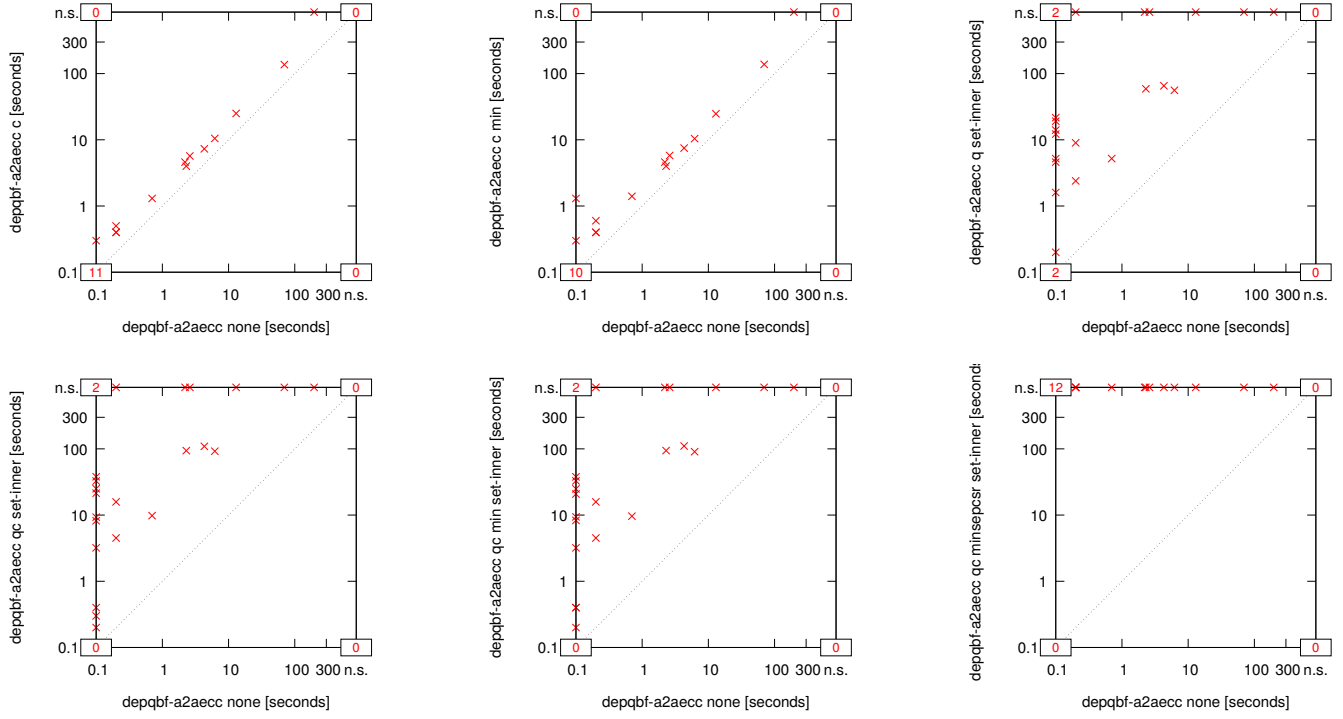 n.s. 0 0
300
100
10
1
0.1 11 0
0.1 1 10 100 300 n.s.
depqbf-a2aecc c [seconds]
depqbf-a2aecc none [seconds]
n.s. 0 0
300
100
10
1
0.1 10 0
0.1 1 10 100 300 n.s.
depqbf-a2aecc c min [seconds]
depqbf-a2aecc none [seconds]
n.s. 2 0
300
100
10
1
0.1 2 0
0.1 1 10 100 300 n.s.
depqbf-a2aecc q set-inner [seconds]
depqbf-a2aecc none [seconds]
n.s. 2 0
300
100
10
1
0.1 0 0
0.1 1 10 100 300 n.s.
depqbf-a2aecc qc set-inner [seconds]
depqbf-a2aecc none [seconds]
n.s. 2 0
300
100
10
1
0.1 0 0
0.1 1 10 100 300 n.s.
depqbf-a2aecc qc min set-inner [seconds]
depqbf-a2aecc none [seconds]
n.s. 12 0
300
100
10
1
0.1 0 0
0.1 1 10 100 300 n.s.
depqbf-a2aecc qc minsepcsr set-inner [second
depqbf-a2aecc none [seconds]